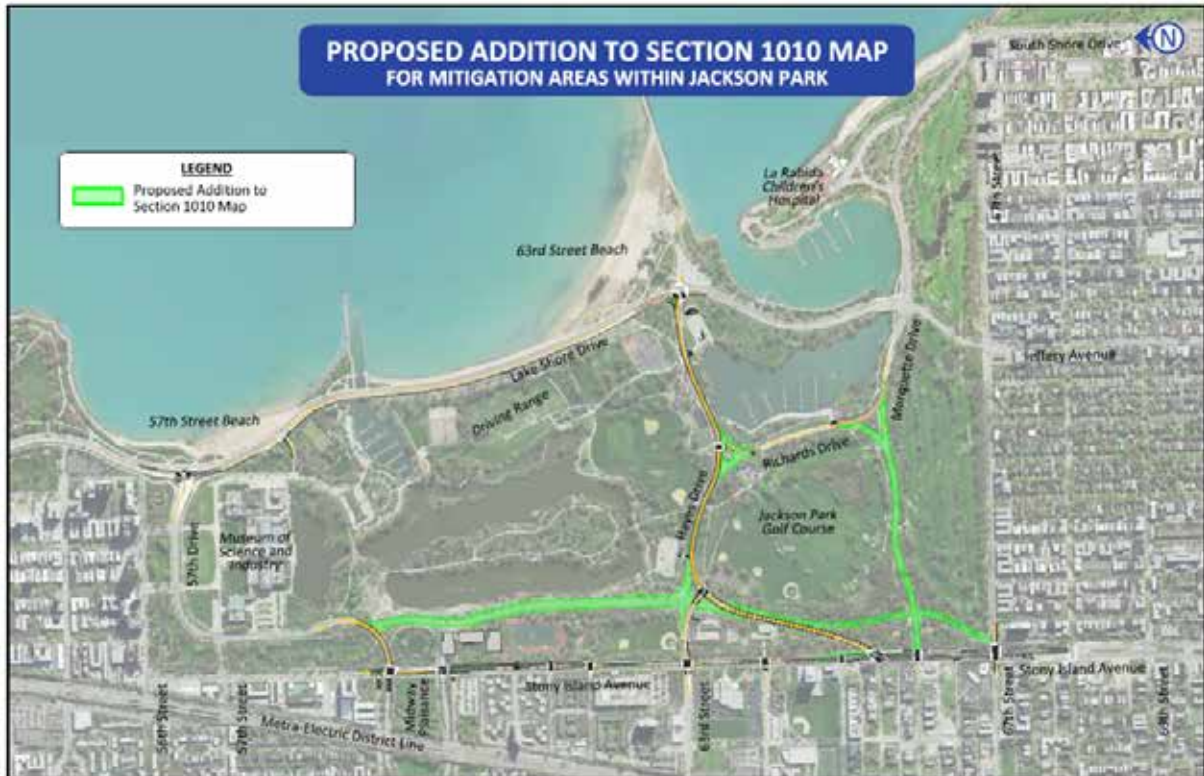 PROPOSED ADDITION TO SECTION 1010 MAP
FOR MITIGATION AREAS WITHIN JACKSON PARK
South Shore Drive
N
LEGEND
Proposed Addition to
Section 1010 Map
La Rabida
Children's
Hospital
67th Street
63rd Street Beach
Lake Shore Drive
Jeffery Avenue
Marquette Drive
57th Street Beach
Driving Range
Richards Drive
Hayes Drive
Jackson Park
Golf Course
57th Drive
Museum of
Science and
Industry
Stony Island Avenue
Stony Island Avenue
56th Street
57th Street
Midway
Plaisance
63rd Street
67th Street
69th Street
Metra Electric District Line